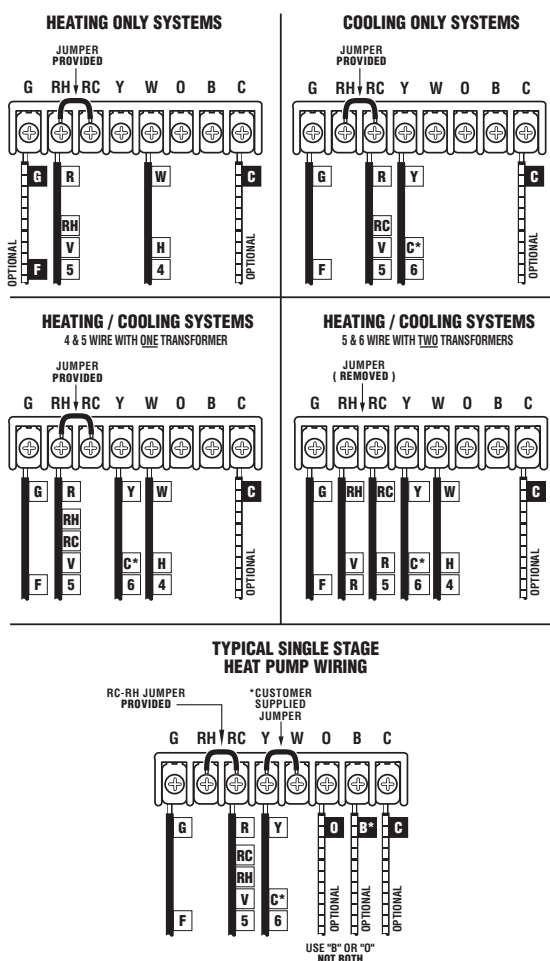 HEATING ONLY SYSTEMS
JUMPER
PROVIDED
G RH RC Y W O B C
G R W C
RH
V H
F 5 4
OPTIONAL OPTIONAL
COOLING ONLY SYSTEMS
JUMPER
PROVIDED
G RH RC Y W O B C
G R Y C
RC
V C*
F 5 6
OPTIONAL
HEATING / COOLING SYSTEMS
4 & 5 WIRE WITH ONE TRANSFORMER
JUMPER
PROVIDED
G RH RC Y W O B C
G R Y W C
RH
RC
V C* H
F 5 6 4
OPTIONAL
HEATING / COOLING SYSTEMS
5 & 6 WIRE WITH TWO TRANSFORMERS
JUMPER
( REMOVED )
G RH RC Y W O B C
G RH RC Y W C
V R C* H
F R 5 6 4
OPTIONAL
TYPICAL SINGLE STAGE
HEAT PUMP WIRING
RC-RH JUMPER
PROVIDED
*CUSTOMER
SUPPLIED
JUMPER
G RH RC Y W O B C
G R Y O B* C
RC
RH
V C*
F 5 6
OPTIONAL OPTIONAL OPTIONAL
USE "B" OR "O"
NOT BOTH